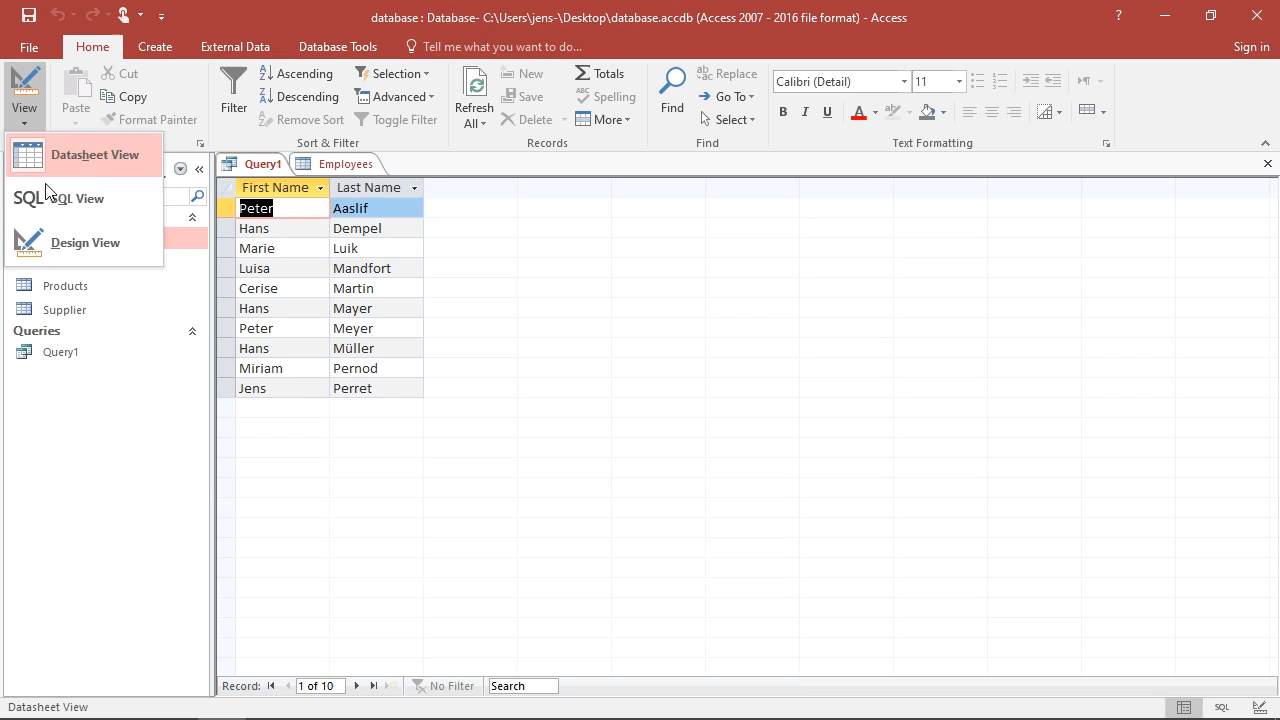 database : Database- C:\Users\jens-\Desktop\database.accdb (Access 2007 - 2016 file format) - Access
?
File
Home
Create
External Data
Database Tools
Tell me what you want to do...
Sign in
View
Paste
Cut
Copy
Format Painter
Filter
Ascending
Descending
Remove Sort
Selection
Advanced
Toggle Filter
Sort & Filter
Refresh
All
New
Save
Delete
Totals
Spelling
More
Records
Find
Replace
Go To
Select
Find
Calibri (Detail)
11
B I U
Text Formatting
Datasheet View
SQL SQL View
Design View
Products
Supplier
Queries
Query1
Query1
Employees
First Name Last Name
Peter Aaslif
Hans Dempel
Marie Luik
Luisa Mandfort
Cerise Martin
Hans Mayer
Peter Meyer
Hans Müller
Miriam Pernod
Jens Perret
Record: 1 of 10 No Filter Search
Datasheet View
SQL